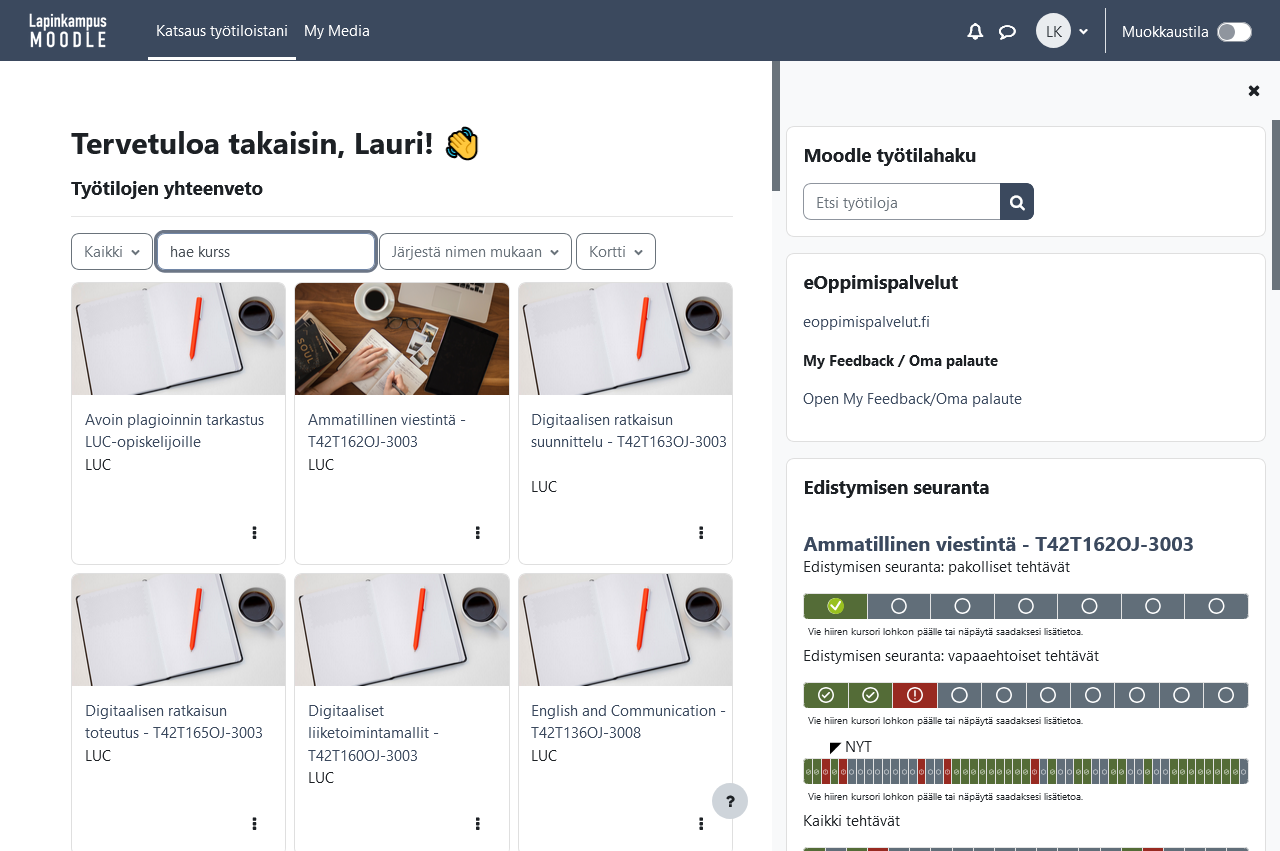 Lapinkampus
MOODLE
Katsaus työtiloistani
My Media
LK
Muokkaustila
Tervetuloa takaisin, Lauri!
Työtilojen yhteenveto
Kaikki
hae kurss
Järjestä nimen mukaan
Kortti
Avoin plagioinnin tarkastus
LUC-opiskelijoille
LUC
Ammatillinen viestintä -
T42T162OJ-3003
LUC
Digitaalisen ratkaisun
suunnittelu - T42T163OJ-3003
LUC
Digitaalisen ratkaisun
toteutus - T42T165OJ-3003
LUC
Digitaaliset
liiketoimintamallit -
T42T160OJ-3003
LUC
English and Communication -
T42T136OJ-3008
LUC
?
Moodle työtilahaku
Etsi työtiloja
eOppimispalvelut
eoppimispalvelut.fi
My Feedback / Oma palaute
Open My Feedback/Oma palaute
Edistymisen seuranta
Ammatillinen viestintä - T42T162OJ-3003
Edistymisen seuranta: pakolliset tehtävät
Vie hiiren kursori lohkon päälle tai näpäytä saadaksesi lisätietoa.
Edistymisen seuranta: vapaaehtoiset tehtävät
Vie hiiren kursori lohkon päälle tai näpäytä saadaksesi lisätietoa.
NYT
Vie hiiren kursori lohkon päälle tai näpäytä saadaksesi lisätietoa.
Kaikki tehtävät